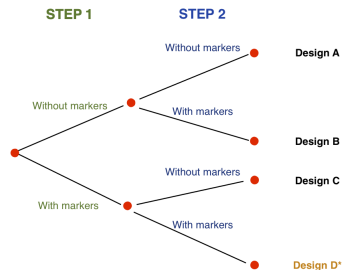 STEP 1 STEP 2
Without markers
Design A
Without markers
With markers
Design B
Without markers
Design C
With markers
With markers
Design D*